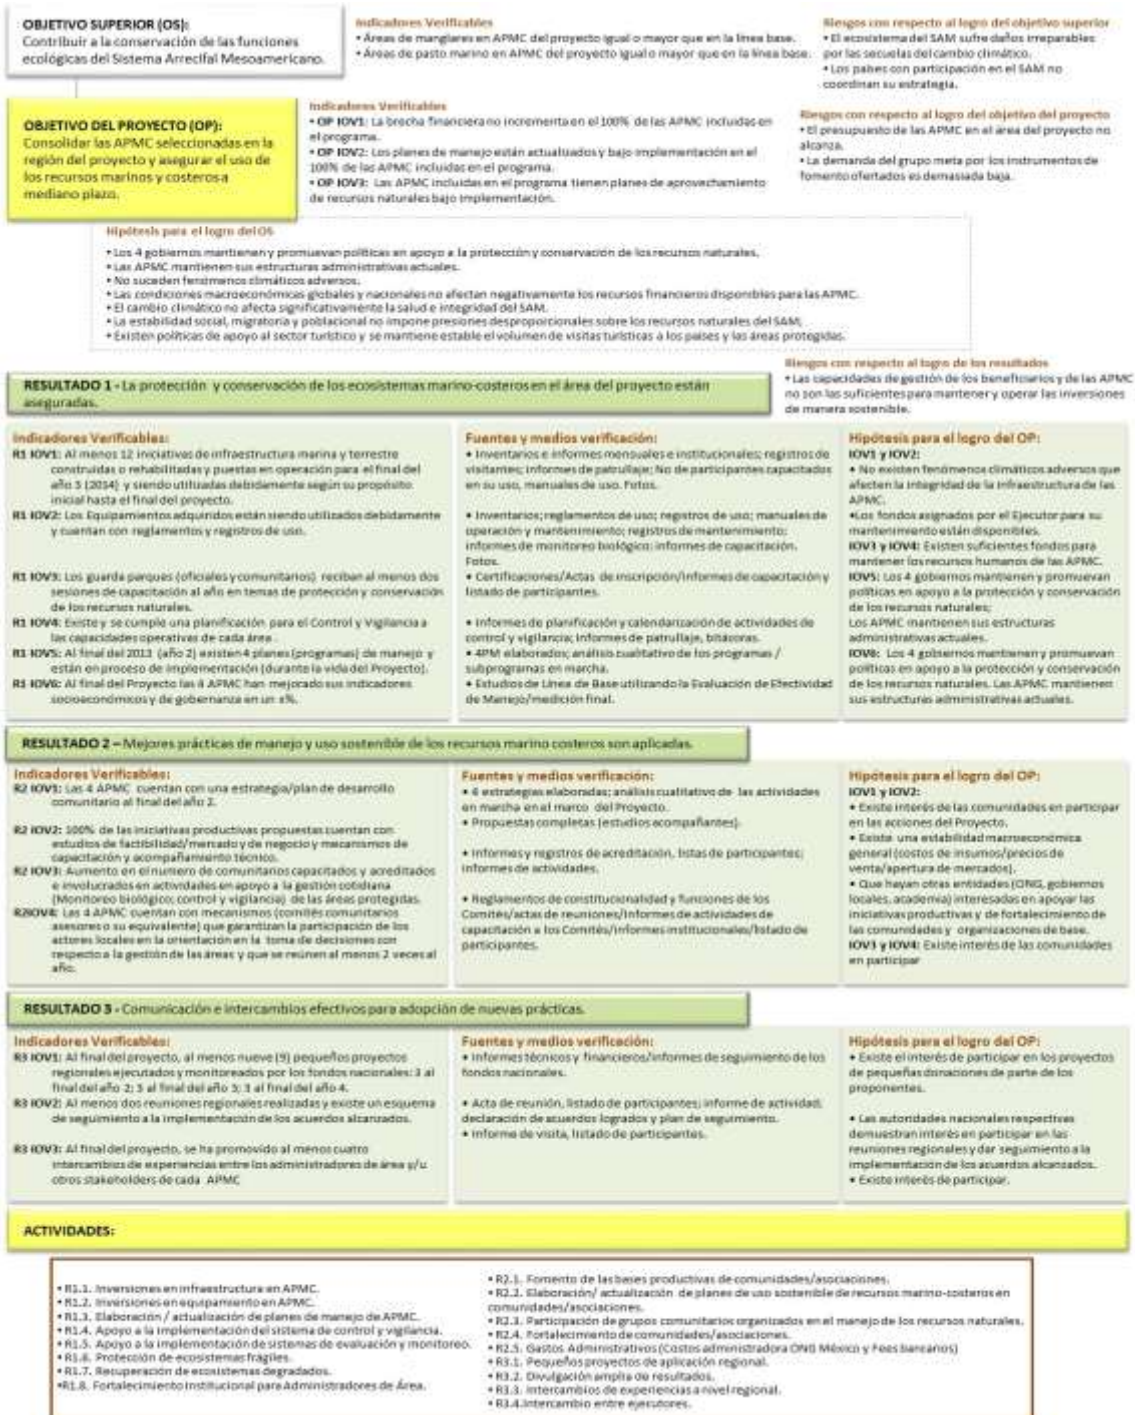 OBJETIVO SUPERIOR (OS):
Contribuir a la conservación de las funciones
ecológicas del Sistema Arrecifal Mesoamericano.
Indicadores Verificables
• Áreas de manglares en APMC del proyecto igual o mayor que en la línea base.
• Áreas de pasto marino en APMC del proyecto igual o mayor que en la línea base.
Riesgos con respecto al logro del objetivo superior
• El ecosistema del SAM sufre daños irreparables
por las secuelas del cambio climático.
• Los países con participación en el SAM no
coordinan su estrategia.
OBJETIVO DEL PROYECTO (OP):
Consolidar las APMC seleccionadas en la
región del proyecto y asegurar el uso de
los recursos marinos y costeros a
mediano plazo.
Indicadores Verificables
• OP IOV1: La brecha financiera no incrementa en el 100% de las APMC incluidas en
el programa.
• OP IOV2: Los planes de manejo están actualizados y bajo implementación en el
100% de las APMC incluidas en el programa.
• OP IOV3: Las APMC incluidas en el programa tienen planes de aprovechamiento
de recursos naturales bajo implementación.
Riesgos con respecto al logro del objetivo del proyecto
• El presupuesto de las APMC en el área del proyecto no
alcanza.
• La demanda del grupo meta por los instrumentos de
fomento ofertados es demasiada baja.
Hipótesis para el logro del OS
• Los 4 gobiernos mantienen y promuevan políticas en apoyo a la protección y conservación de los recursos naturales.
• Las APMC mantienen sus estructuras administrativas actuales.
• No suceden fenómenos climáticos adversos.
• Las condiciones macroeconómicas globales y nacionales no afectan negativamente los recursos financieros disponibles para las APMC.
• El cambio climático no afecta significativamente la salud e integridad del SAM.
• La estabilidad social, migratoria y poblacional no impone presiones desproporcionales sobre los recursos naturales del SAM.
• Existen políticas de apoyo al sector turístico y se mantiene estable el volumen de visitas turísticas a los países y las áreas protegidas.
Riesgos con respecto al logro de los resultados
• Las capacidades de gestión de los beneficiarios y de las APMC
no son las suficientes para mantener y operar las inversiones
de manera sostenible.
RESULTADO 1 - La protección y conservación de los ecosistemas marino-costeros en el área del proyecto están
aseguradas.
Indicadores Verificables:
R1 IOV1: Al menos 12 iniciativas de infraestructura marina y terrestre
construidas o rehabilitadas y puestas en operación para el final del
año 3 (2014) y siendo utilizadas debidamente según su propósito
inicial hasta el final del proyecto.
R1 IOV2: Los Equipamientos adquiridos están siendo utilizados debidamente
y cuentan con reglamentos y registros de uso.
R1 IOV3: Los guarda parques (oficiales y comunitarios) reciban al menos dos
sesiones de capacitación al año en temas de protección y conservación
de los recursos naturales.
R1 IOV4: Existe y se cumple una planificación para el Control y Vigilancia a
las capacidades operativas de cada área.
R1 IOV5: Al final del 2013 (año 2) existen 4 planes (programas) de manejo y
están en proceso de implementación (durante la vida del Proyecto).
R1 IOV6: Al final del Proyecto las 4 APMC han mejorado sus indicadores
socioeconómicos y de gobernanza en un x%.
Fuentes y medios verificación:
• Inventarios e informes mensuales e institucionales; registros de
visitantes; informes de patrullaje; No de participantes capacitados
en su uso, manuales de uso. Fotos.
• Inventarios; reglamentos de uso; registros de uso; manuales de
operación y mantenimiento; registros de mantenimiento;
informes de monitoreo biológico; informes de capacitación.
Fotos.
• Certificaciones/Actas de inscripción/informes de capacitación y
listado de participantes.
• Informes de planificación y calendarización de actividades de
control y vigilancia; informes de patrullaje, bitácoras.
• 4PM elaborados; análisis cualitativo de los programas /
subprogramas en marcha.
• Estudios de Línea de Base utilizando la Evaluación de Efectividad
de Manejo/medición final.
Hipótesis para el logro del OP:
IOV1 y IOV2:
• No existen fenómenos climáticos adversos que
afecten la integridad de la infraestructura de las
APMC.
•Los fondos asignados por el Ejecutor para su
mantenimiento están disponibles.
IOV3 y IOV4: Existen suficientes fondos para
mantener los recursos humanos de las APMC.
IOV5: Los 4 gobiernos mantienen y promuevan
políticas en apoyo a la protección y conservación
de los recursos naturales;
Los APMC mantienen sus estructuras
administrativas actuales.
IOV6: Los 4 gobiernos mantienen y promuevan
políticas en apoyo a la protección y conservación
de los recursos naturales. Las APMC mantienen
sus estructuras administrativas actuales.
RESULTADO 2 – Mejores prácticas de manejo y uso sostenible de los recursos marino costeros son aplicadas.
Indicadores Verificables:
R2 IOV1: Las 4 APMC cuentan con una estrategia/plan de desarrollo
comunitario al final del año 2.
R2 IOV2: 100% de las iniciativas productivas propuestas cuentan con
estudios de factibilidad/mercado y de negocio y mecanismos de
capacitación y acompañamiento técnico.
R2 IOV3: Aumento en el numero de comunitarios capacitados y acreditados
e involucrados en actividades en apoyo a la gestión cotidiana
(Monitoreo biológico; control y vigilancia) de las áreas protegidas.
R2IOV4: Las 4 APMC cuentan con mecanismos (comités comunitarios
asesores o su equivalente) que garantizan la participación de los
actores locales en la orientación en la toma de decisiones con
respecto a la gestión de las áreas y que se reúnen al menos 2 veces al
año.
Fuentes y medios verificación:
• 4 estrategias elaboradas; análisis cualitativo de las actividades
en marcha en el marco del Proyecto.
• Propuestas completas (estudios acompañantes).
• Informes y registros de acreditación, listas de participantes;
informes de actividades.
• Reglamentos de constitucionalidad y funciones de los
Comités/actas de reuniones/informes de actividades de
capacitación a los Comités/informes institucionales/listado de
participantes.
Hipótesis para el logro del OP:
IOV1 y IOV2:
• Existe interés de las comunidades en participar
en las acciones del Proyecto.
• Existe una estabilidad macroeconómica
general (costos de insumos/precios de
venta/apertura de mercados).
• Que hayan otras entidades (ONG, gobiernos
locales, academia) interesadas en apoyar las
iniciativas productivas y de fortalecimiento de
las comunidades y organizaciones de base.
IOV3 y IOV4: Existe interés de las comunidades
en participar
RESULTADO 3 - Comunicación e intercambios efectivos para adopción de nuevas prácticas.
Indicadores Verificables:
R3 IOV1: Al final del proyecto, al menos nueve (9) pequeños proyectos
regionales ejecutados y monitoreados por los fondos nacionales: 3 al
final del año 2; 3 al final del año 3; 3 al final del año 4.
R3 IOV2: Al menos dos reuniones regionales realizadas y existe un esquema
de seguimiento a la implementación de los acuerdos alcanzados.
R3 IOV3: Al final del proyecto, se ha promovido al menos cuatro
intercambios de experiencias entre los administradores de área y/u
otros stakeholders de cada APMC
Fuentes y medios verificación:
• Informes técnicos y financieros/informes de seguimiento de los
fondos nacionales.
• Acta de reunión, listado de participantes; informe de actividad;
declaración de acuerdos logrados y plan de seguimiento.
• Informe de visita, listado de participantes.
Hipótesis para el logro del OP:
• Existe el interés de participar en los proyectos
de pequeñas donaciones de parte de los
proponentes.
• Las autoridades nacionales respectivas
demuestran interés en participar en las
reuniones regionales y dar seguimiento a la
implementación de los acuerdos alcanzados.
• Existe interés de participar.
ACTIVIDADES:
• R1.1. Inversiones en infraestructura en APMC.
• R1.2. Inversiones en equipamiento en APMC.
• R1.3. Elaboración / actualización de planes de manejo de APMC.
• R1.4. Apoyo a la implementación del sistema de control y vigilancia.
• R1.5. Apoyo a la implementación de sistemas de evaluación y monitoreo.
• R1.6. Protección de ecosistemas frágiles.
• R1.7. Recuperación de ecosistemas degradados.
•R1.8. Fortalecimiento Institucional para Administradores de Área.
• R2.1. Fomento de las bases productivas de comunidades/asociaciones.
• R2.2. Elaboración/ actualización de planes de uso sostenible de recursos marino-costeros en
comunidades/asociaciones.
• R2.3. Participación de grupos comunitarios organizados en el manejo de los recursos naturales.
• R2.4. Fortalecimiento de comunidades/asociaciones.
• R2.5. Gastos Administrativos (Costos administradora ONG México y Fees bancarios)
• R3.1. Pequeños proyectos de aplicación regional.
• R3.2. Divulgación amplia de resultados.
• R3.3. Intercambios de experiencias a nivel regional.
• R3.4.Intercambio entre ejecutores.